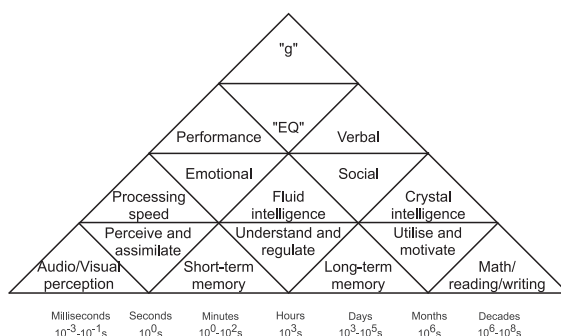 "g"
Performance
"EQ"
Verbal
Emotional
Social
Processing
speed
Fluid
intelligence
Crystal
intelligence
Perceive and
assimilate
Understand and
regulate
Utilise and
motivate
Audio/Visual
perception
Short-term
memory
Long-term
memory
Math/
reading/writing
Milliseconds Seconds Minutes Hours Days Months Decades
10⁻³-10⁻¹s 10⁰s 10⁰-10²s 10³s 10³-10⁵s 10⁶s 10⁶-10⁸s